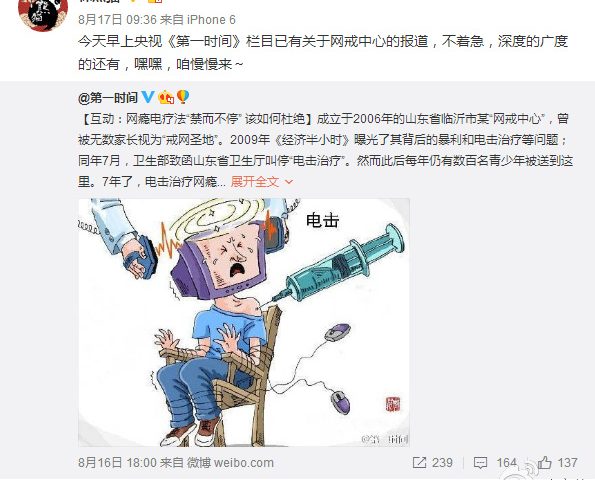 8月17日 09:36 来自 iPhone 6
今天早上央视《第一时间》栏目已有关于网戒中心的报道，不着急，深度的广度
的还有，嘿嘿，咱慢慢来～
@第一时间
【互动：网瘾电疗法“禁而不停” 该如何杜绝】成立于2006年的山东省临沂市某“网戒中心”，曾
被无数家长视为“戒网圣地”。2009年《经济半小时》曝光了其背后的暴利和电击治疗等问题；
同年7月，卫生部致函山东省卫生厅叫停“电击治疗”。然而此后每年仍有数百名青少年被送到这
里。7年了，电击治疗网瘾... 展开全文
电击
@第一时间
8月16日 18:00 来自 微博 weibo.com
239
164
137